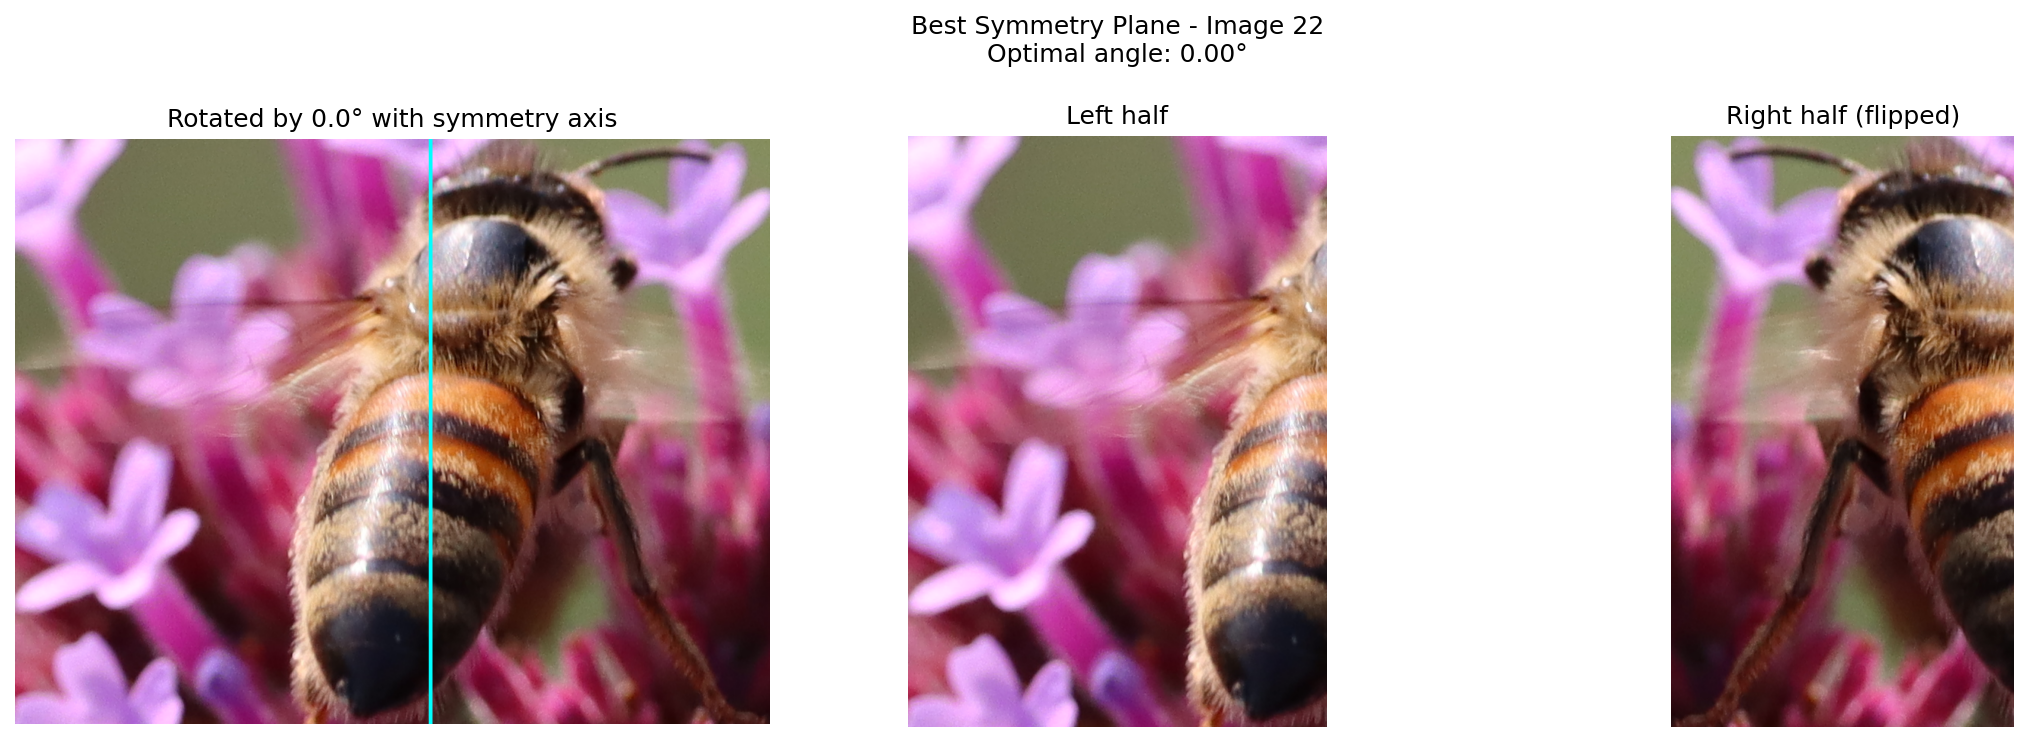 Best Symmetry Plane - Image 22
Optimal angle: 0.00°
Rotated by 0.0° with symmetry axis
Left half
Right half (flipped)